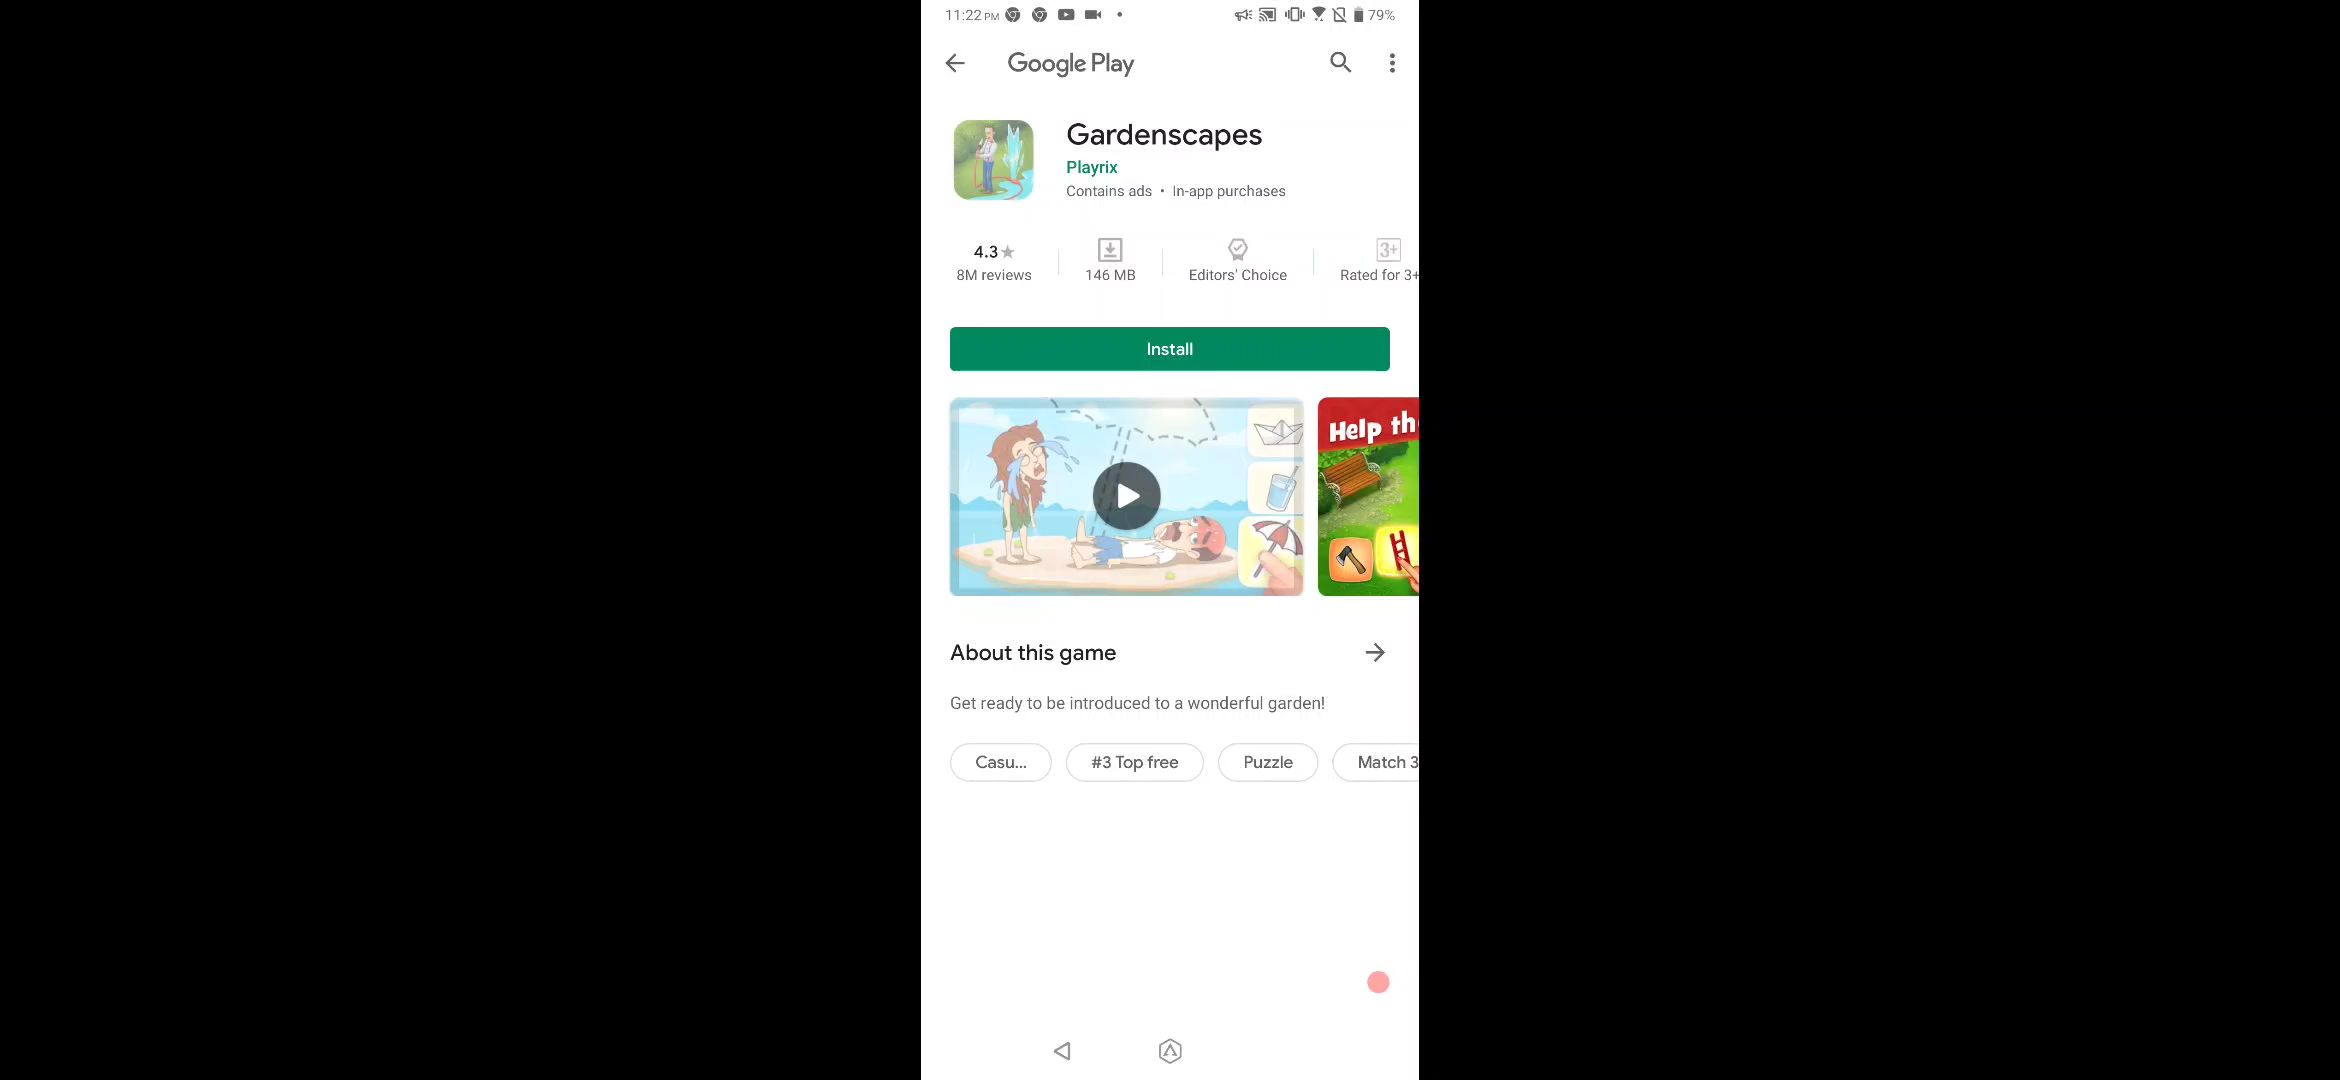 11:22 PM
79%
Google Play
Gardenscapes
Playrix
Contains ads • In-app purchases
4.3★
3+
8M reviews
146 MB
Editors' Choice
Rated for 3+
Install
Help th
About this game
Get ready to be introduced to a wonderful garden!
Casu...
#3 Top free
Puzzle
Match 3